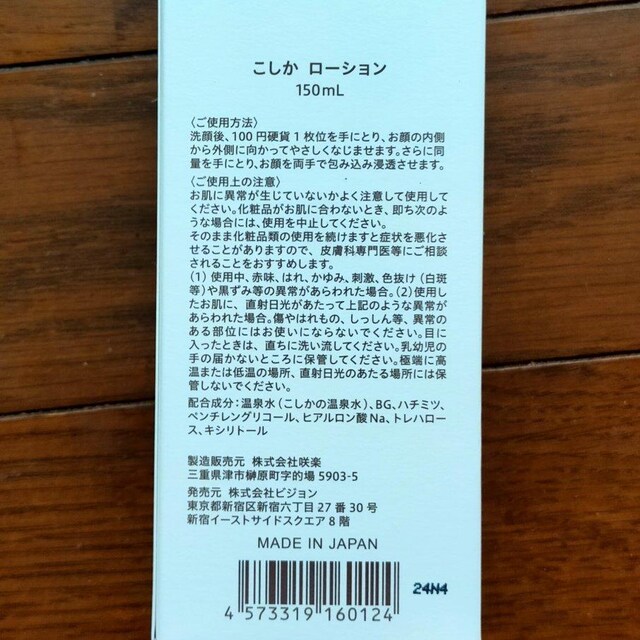 こしか ローション
150mL
〈ご使用方法〉
洗顔後、100円硬貨1枚位を手にとり、お顔の内側
から外側に向かってやさしくなじませます。さらに同
量を手にとり、お顔を両手で包み込み浸透させます。
〈ご使用上の注意〉
お肌に異常が生じていないかよく注意して使用して
ください。化粧品がお肌に合わないとき、即ち次のよ
うな場合には、使用を中止してください。
そのまま化粧品類の使用を続けますと症状を悪化さ
せることがありますので、皮膚科専門医等にご相談
されることをおすすめします。
(1) 使用中、赤味、はれ、かゆみ、刺激、色抜け(白斑
等)や黒ずみ等の異常があらわれた場合。(2)使用し
たお肌に、直射日光があたって上記のような異常が
あらわれた場合。傷やはれもの、しっしん等、異常の
ある部位にはお使いにならないでください。目に
入ったときは、直ちに洗い流してください。乳幼児の
手の届かないところに保管してください。極端に高
温または低温の場所、直射日光のあたる場所には保
管しないでください。
配合成分:温泉水(こしかの温泉水)、BG、ハチミツ、
ペンチレングリコール、ヒアルロン酸Na、トレハロー
ス、キシリトール
製造販売元 株式会社咲楽
三重県津市榊原町字的場 5903-5
発売元 株式会社ビジョン
東京都新宿区新宿六丁目27番30号
新宿イーストサイドスクエア8階
MADE IN JAPAN
24N4
4 573319 160124